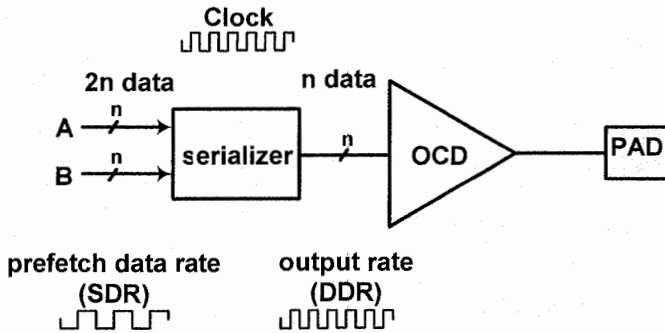 Clock
2n data
n data
n
A
n
B
serializer
n
OCD
PAD
prefetch data rate
(SDR)
output rate
(DDR)